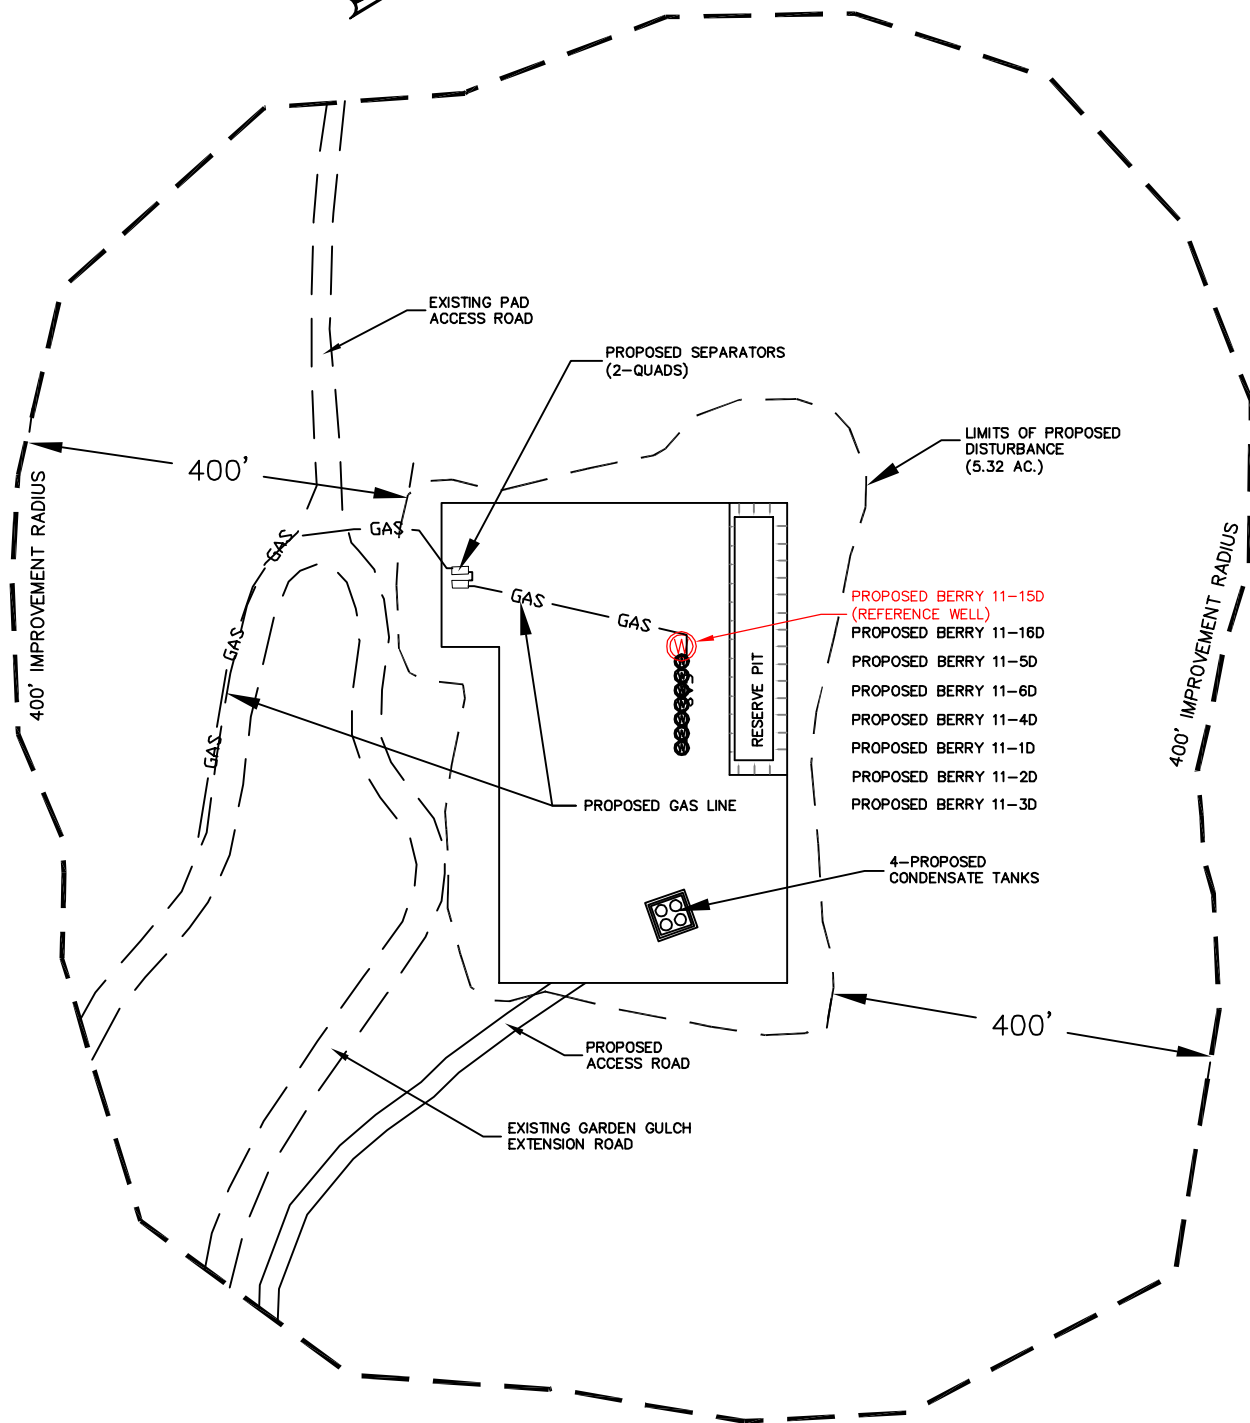 EXISTING PAD
ACCESS ROAD
PROPOSED SEPARATORS
(2-QUADS)
LIMITS OF PROPOSED
DISTURBANCE
(5.32 AC.)
400'
400' IMPROVEMENT RADIUS
GAS
GAS
GAS
GAS
GAS
GAS
GAS
W
PROPOSED BERRY 11-15D
(REFERENCE WELL)
PROPOSED BERRY 11-16D
PROPOSED BERRY 11-5D
PROPOSED BERRY 11-6D
PROPOSED BERRY 11-4D
PROPOSED BERRY 11-1D
PROPOSED BERRY 11-2D
PROPOSED BERRY 11-3D
RESERVE PIT
400' IMPROVEMENT RADIUS
PROPOSED GAS LINE
4-PROPOSED
CONDENSATE TANKS
400'
PROPOSED
ACCESS ROAD
EXISTING GARDEN GULCH
EXTENSION ROAD